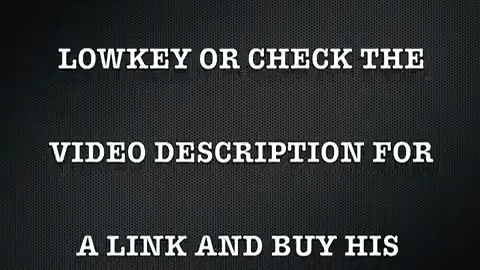 LOWKEY OR CHECK THE
VIDEO DESCRIPTION FOR
A LINK AND BUY HIS